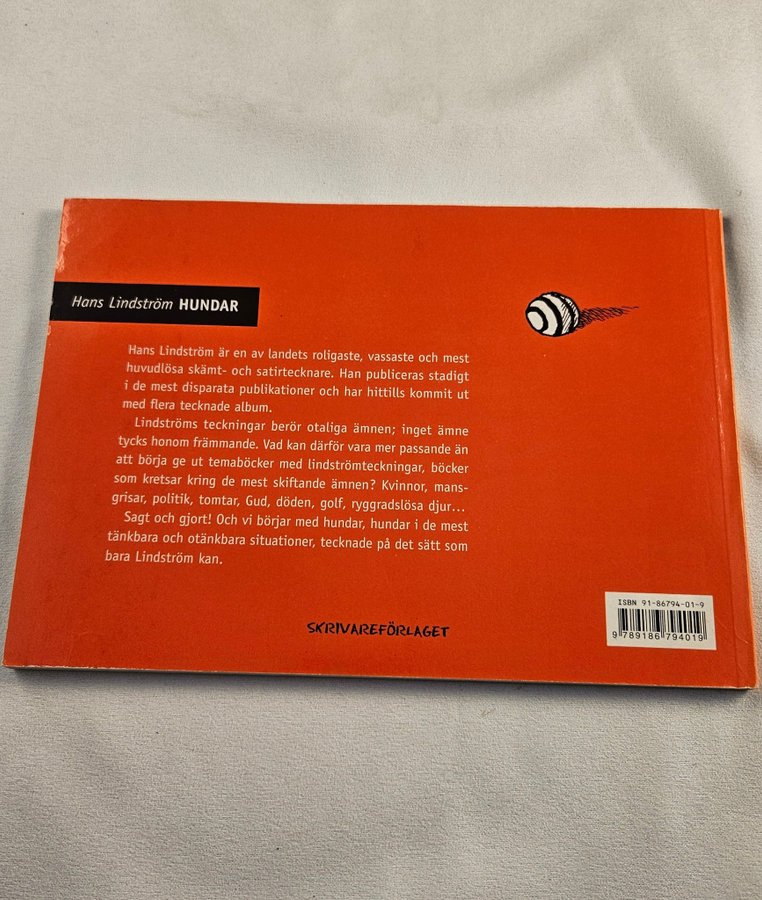 Hans Lindström HUNDAR
Hans Lindström är en av landets roligaste, vassaste och mest
huvudlösa skämt- och satirtecknare. Han publiceras stadigt
i de mest disparata publikationer och har hittills kommit ut
med flera tecknade album.
Lindströms teckningar berör otaliga ämnen; inget ämne
tycks honom främmande. Vad kan därför vara mer passande än
att börja ge ut temaböcker med lindströmteckningar, böcker
som kretsar kring de mest skiftande ämnen? Kvinnor, mans-
grisar, politik, tomtar, Gud, döden, golf, ryggradslösa djur...
Sagt och gjort! Och vi börjar med hundar, hundar i de mest
tänkbara och otänkbara situationer, tecknade på det sätt som
bara Lindström kan.
SKRIVAREFÖRLAGET
ISBN 91-86794-01-9
9 789186 794019